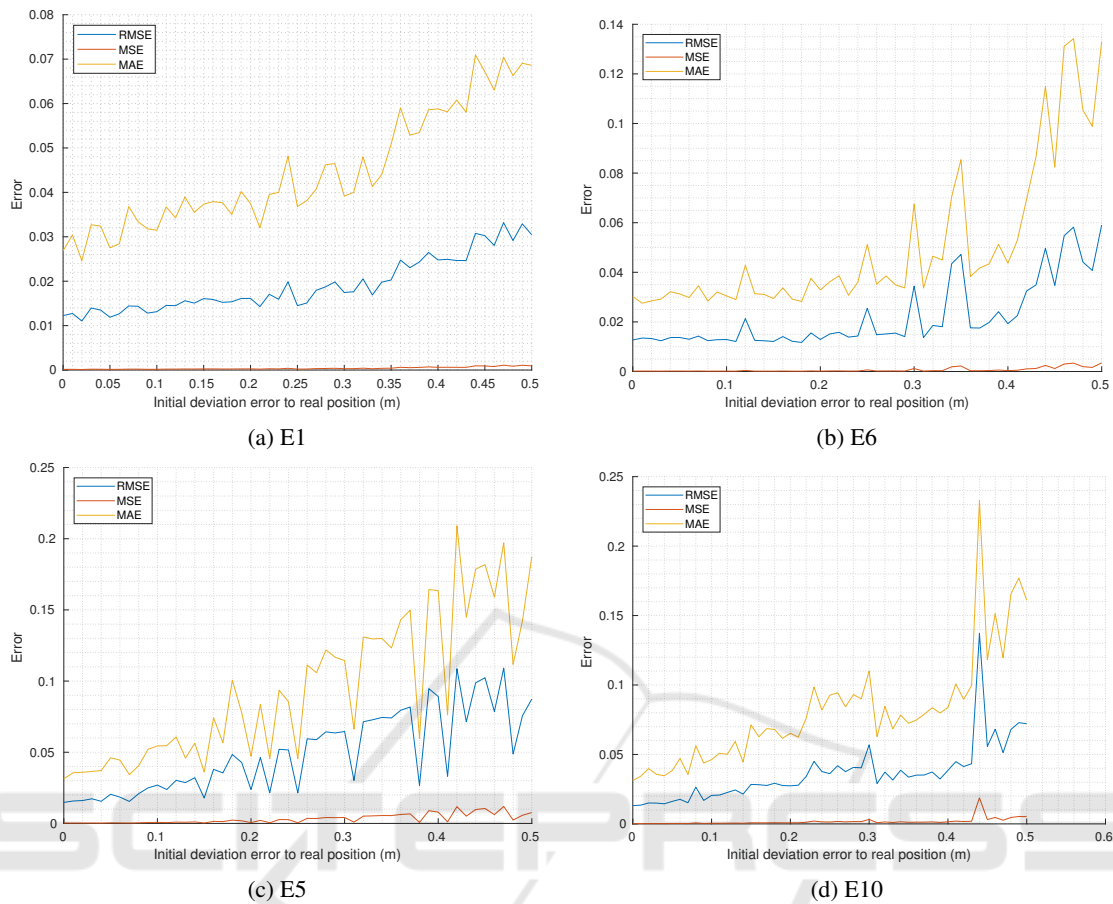 0.08
0.07
0.06
0.05
0.04
0.03
0.02
0.01
0
Error
RMSE
MSE
MAE
0 0.05 0.1 0.15 0.2 0.25 0.3 0.35 0.4 0.45 0.5
Initial deviation error to real position (m)
(a) E1
0.14
0.12
0.1
0.08
0.06
0.04
0.02
0
Error
RMSE
MSE
MAE
0 0.1 0.2 0.3 0.4 0.5
Initial deviation error to real position (m)
(b) E6
0.25
0.2
0.15
0.1
0.05
0
Error
RMSE
MSE
MAE
0 0.1 0.2 0.3 0.4 0.5
Initial deviation error to real position (m)
(c) E5
0.25
0.2
0.15
0.1
0.05
0
Error
RMSE
MSE
MAE
0 0.1 0.2 0.3 0.4 0.5 0.6
Initial deviation error to real position (m)
(d) E10
SCITEPRESS